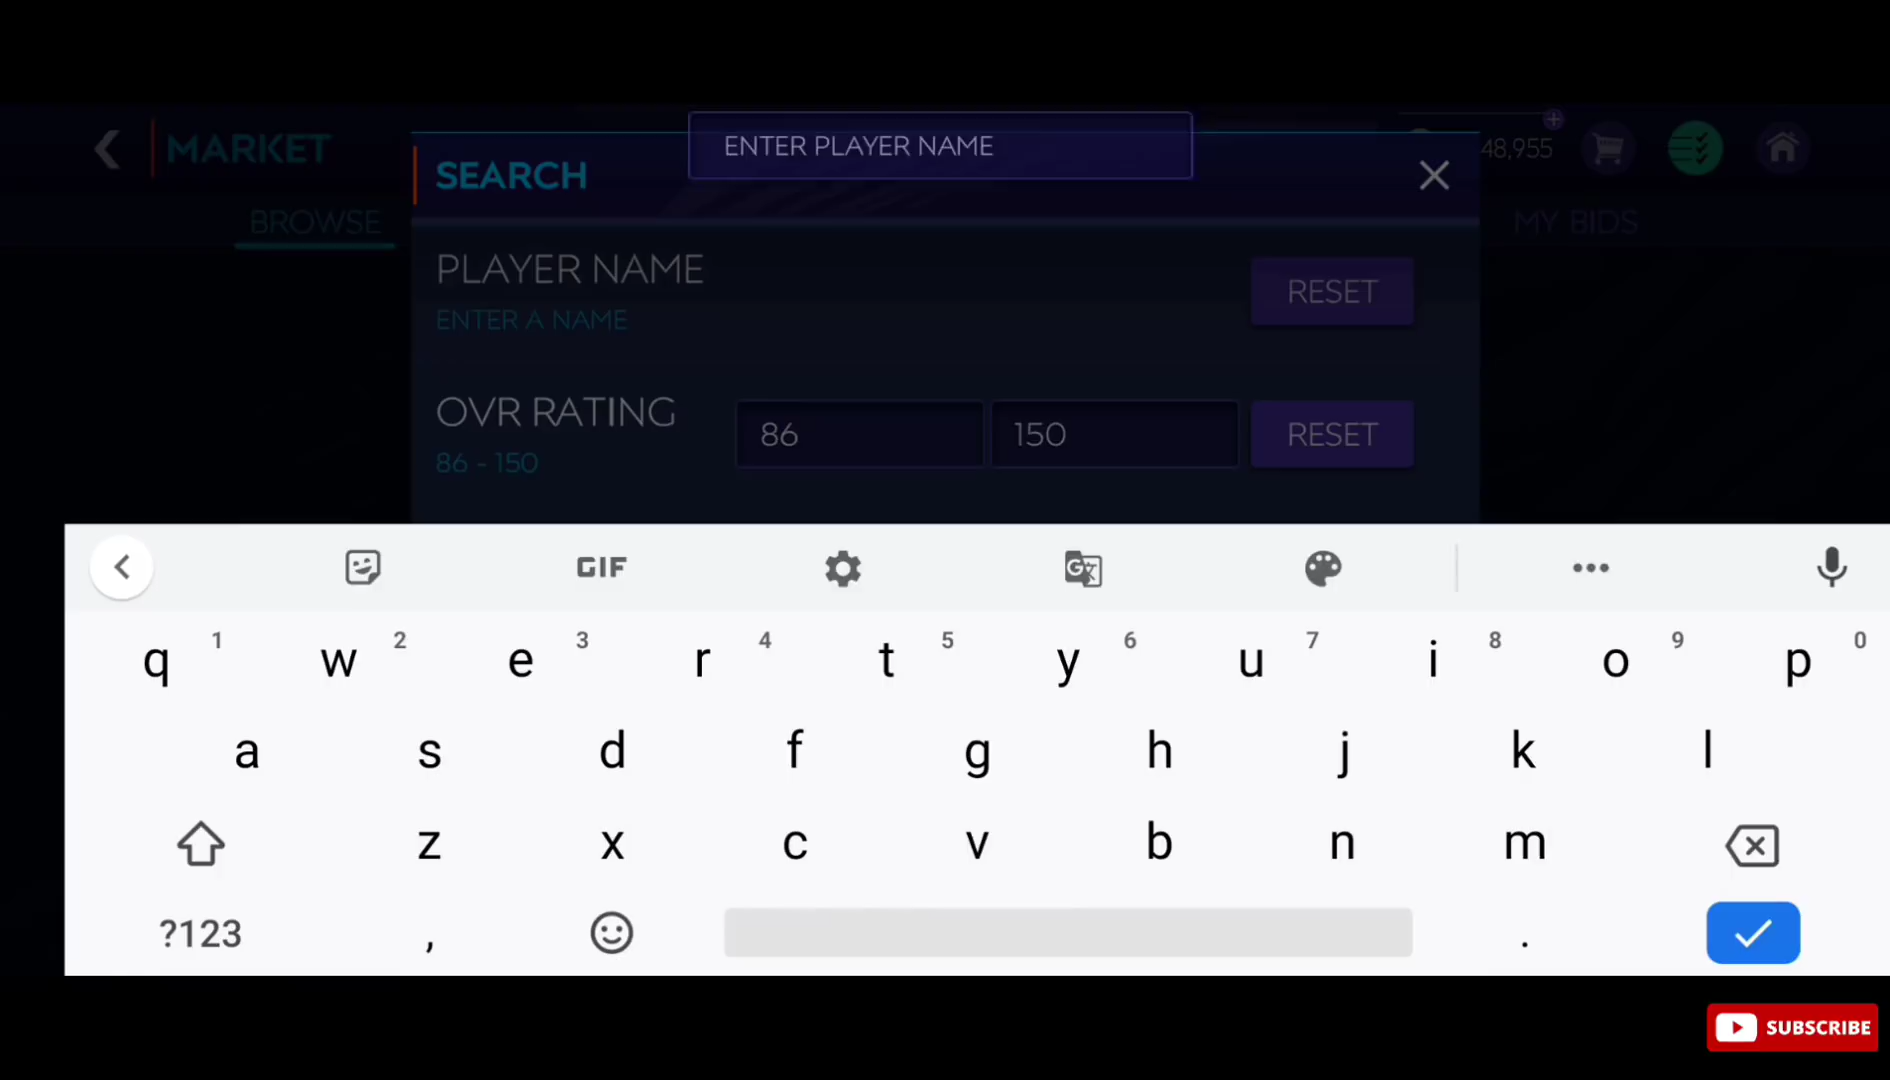 MARKET
ENTER PLAYER NAME
48,955
SEARCH
BROWSE
MY BIDS
PLAYER NAME
RESET
ENTER A NAME
OVR RATING
86
150
RESET
86 - 150
GIF
q 1 w 2 e 3 r 4 t 5 y 6 u 7 i 8 o 9 p 0
a s d f g h j k l
z x c v b n m
?123 , .
SUBSCRIBE